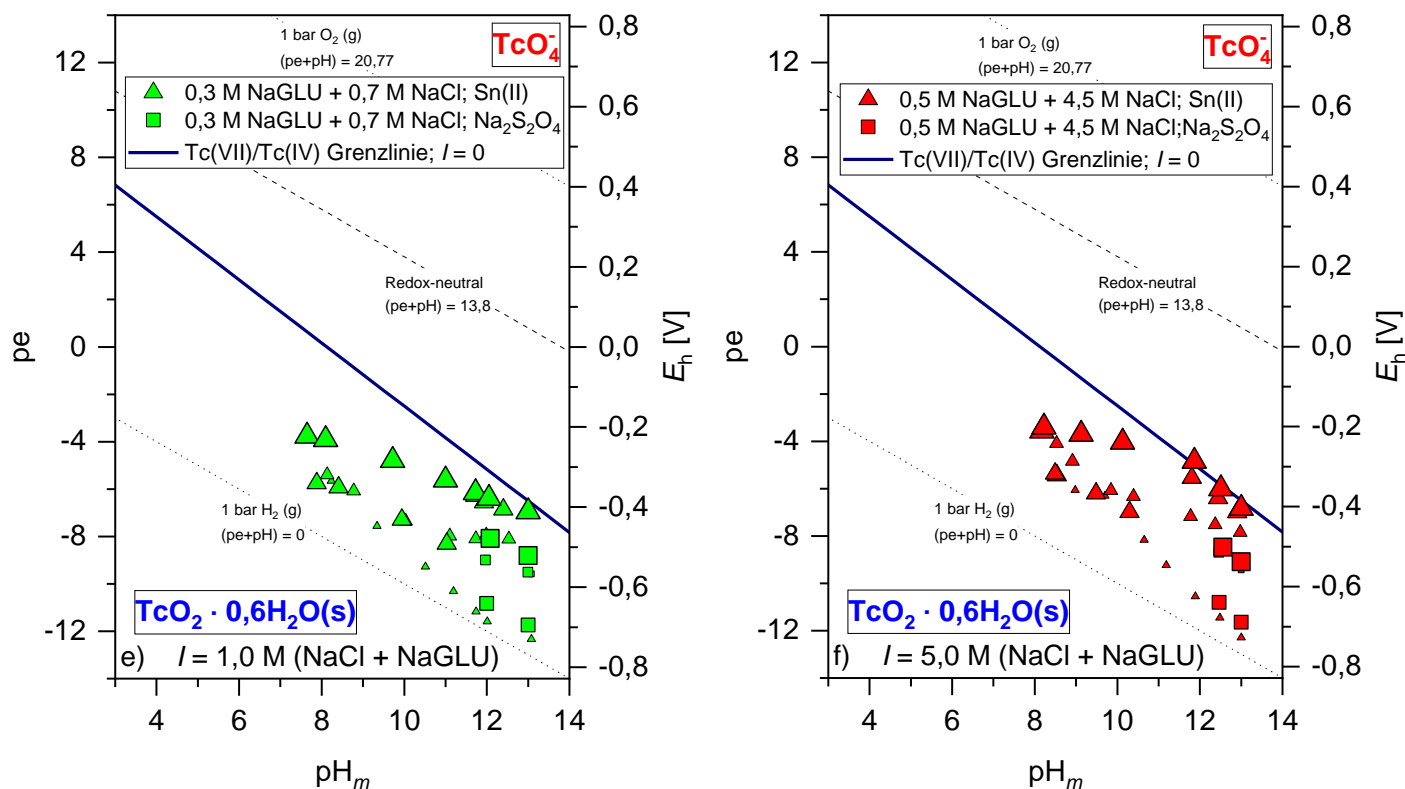 1 bar O₂ (g)
(pe+pH) = 20,77
TcO₄⁻
0,3 M NaGLU + 0,7 M NaCl; Sn(II)
0,3 M NaGLU + 0,7 M NaCl; Na₂S₂O₄
Tc(VII)/Tc(IV) Grenzlinie; I = 0
Redox-neutral
(pe+pH) = 13,8
1 bar H₂ (g)
(pe+pH) = 0
TcO₂ · 0,6H₂O(s)
e) I = 1,0 M (NaCl + NaGLU)
12
8
4
0
-4
-8
-12
pe
4 6 8 10 12 14
pHm
0,8
0,6
0,4
0,2
0,0
-0,2
-0,4
-0,6
-0,8
Eh [V]
1 bar O₂ (g)
(pe+pH) = 20,77
TcO₄⁻
0,5 M NaGLU + 4,5 M NaCl; Sn(II)
0,5 M NaGLU + 4,5 M NaCl;Na₂S₂O₄
Tc(VII)/Tc(IV) Grenzlinie; I = 0
Redox-neutral
(pe+pH) = 13,8
1 bar H₂ (g)
(pe+pH) = 0
TcO₂ · 0,6H₂O(s)
f) I = 5,0 M (NaCl + NaGLU)
12
8
4
0
-4
-8
-12
pe
4 6 8 10 12 14
pHm
0,8
0,6
0,4
0,2
0,0
-0,2
-0,4
-0,6
-0,8
Eh [V]